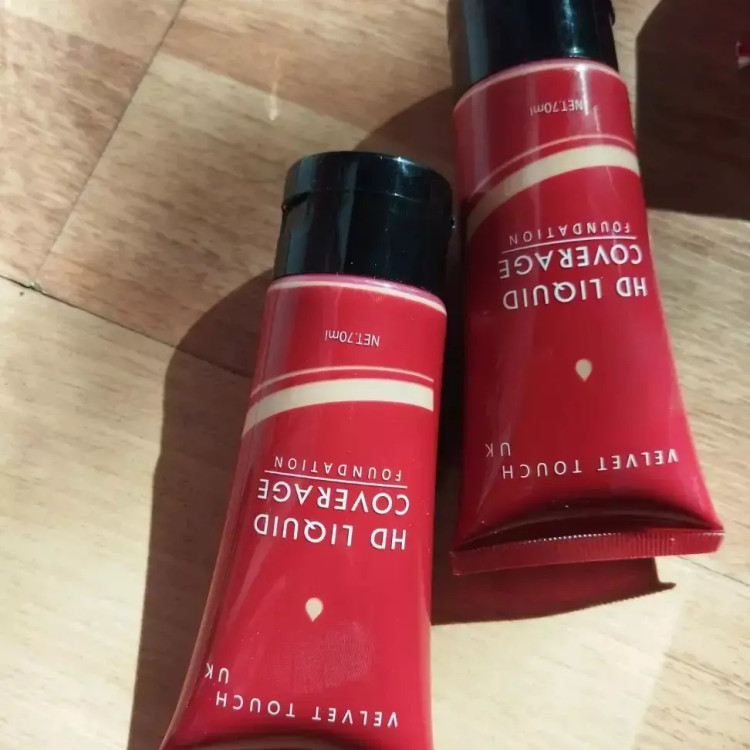 VELVET TOUCH
UK
HD LIQUID
COVERAGE
FOUNDATION
NET.70ml
VELVET TOUCH
UK
HD LIQUID
COVERAGE
FOUNDATION
NET.70ml